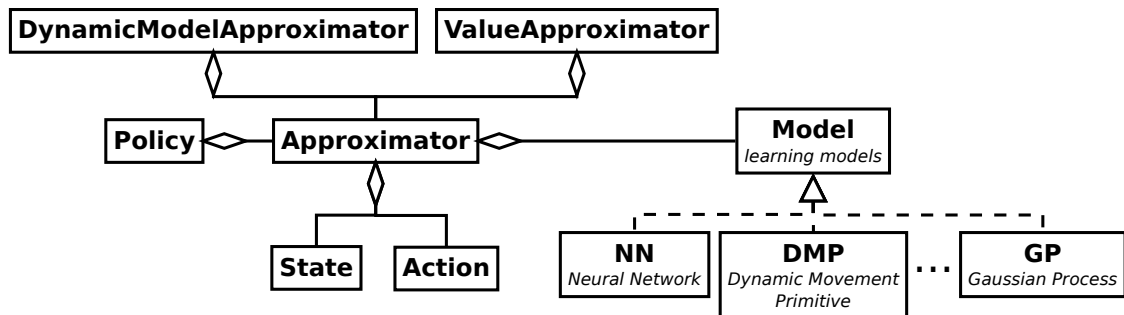 DynamicModelApproximator
ValueApproximator
Policy
Approximator
Model
learning models
State
Action
NN
Neural Network
DMP
Dynamic Movement
Primitive
...
GP
Gaussian Process